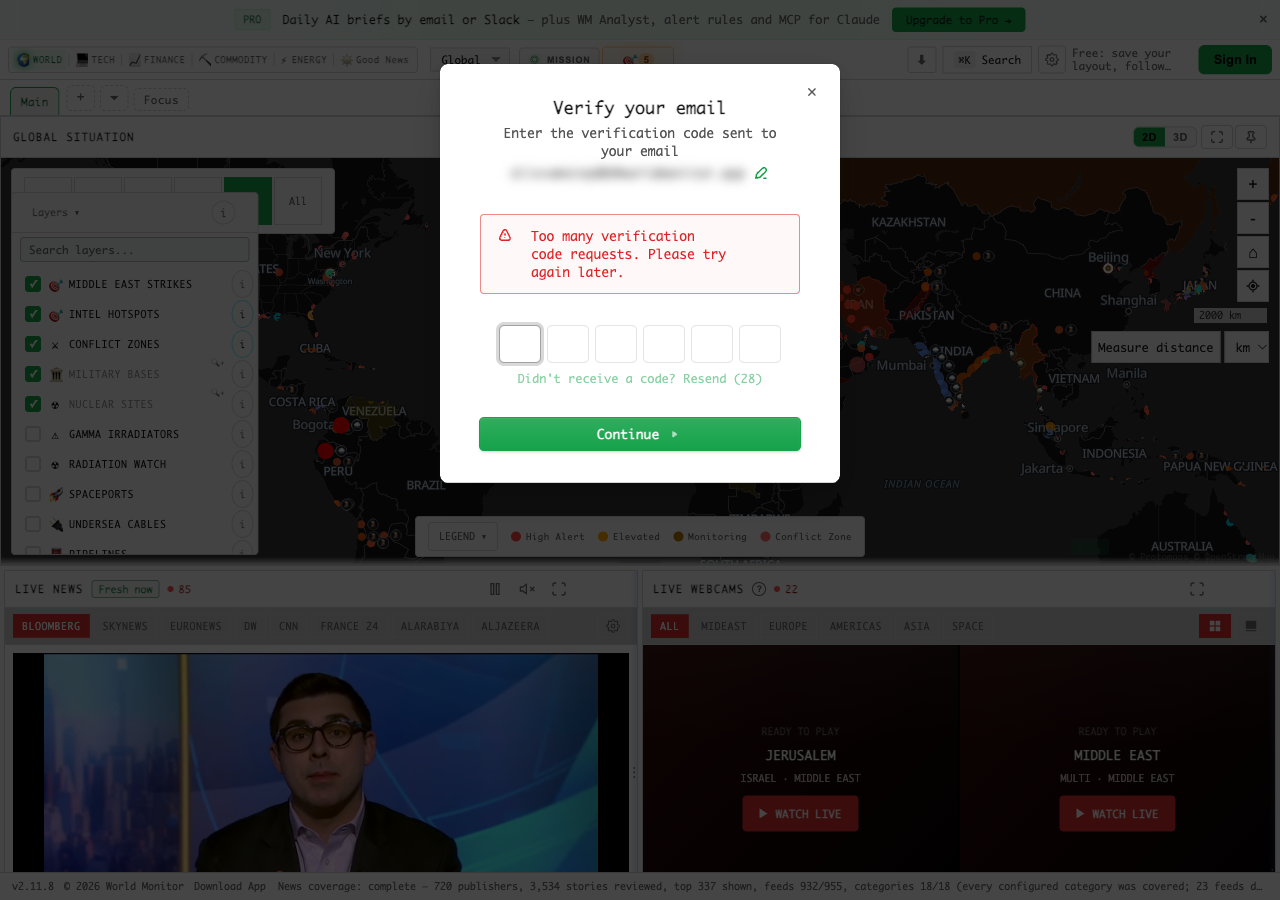 PRO Daily AI briefs by email or Slack — plus WM Analyst, alert rules and MCP for Claude Upgrade to Pro → ×
WORLD TECH FINANCE COMMODITY ENERGY Good News Global MISSION 5 ⌘K Search Free: save your layout, follow… Sign In
Main + Focus
GLOBAL SITUATION 2D 3D
Verify your email
Enter the verification code sent to
your email
Too many verification
code requests. Please try
again later.
Didn't receive a code? Resend (28)
Continue
All
Layers ▾ i
Search layers...
MIDDLE EAST STRIKES i
INTEL HOTSPOTS i
CONFLICT ZONES i
MILITARY BASES i
NUCLEAR SITES i
GAMMA IRRADIATORS i
RADIATION WATCH i
SPACEPORTS i
UNDERSEA CABLES i
PIPELINES
New York
Washington
CUBA
COSTA RICA
VENEZUELA
Bogota
PERU
BRAZIL
KAZAKHSTAN
Beijing
CHINA
Shanghai
JAPAN
PAKISTAN
INDIA
Mumbai
VIETNAM
Manila
Singapore
INDONESIA
Jakarta
PAPUA NEW GUINEA
INDIAN OCEAN
AUSTRALIA
SOUTH AFRICA
+
-
2000 km
Measure distance km
LEGEND ▾ High Alert Elevated Monitoring Conflict Zone
LIVE NEWS Fresh now 85
BLOOMBERG SKYNEWS EURONEWS DW CNN FRANCE 24 ALARABIYA ALJAZEERA
LIVE WEBCAMS ? 22
ALL MIDEAST EUROPE AMERICAS ASIA SPACE
READY TO PLAY
JERUSALEM
ISRAEL · MIDDLE EAST
WATCH LIVE
READY TO PLAY
MIDDLE EAST
MULTI · MIDDLE EAST
WATCH LIVE
v2.11.8 © 2026 World Monitor Download App News coverage: complete — 720 publishers, 3,534 stories reviewed, top 337 shown, feeds 932/955, categories 18/18 (every configured category was covered; 23 feeds d…